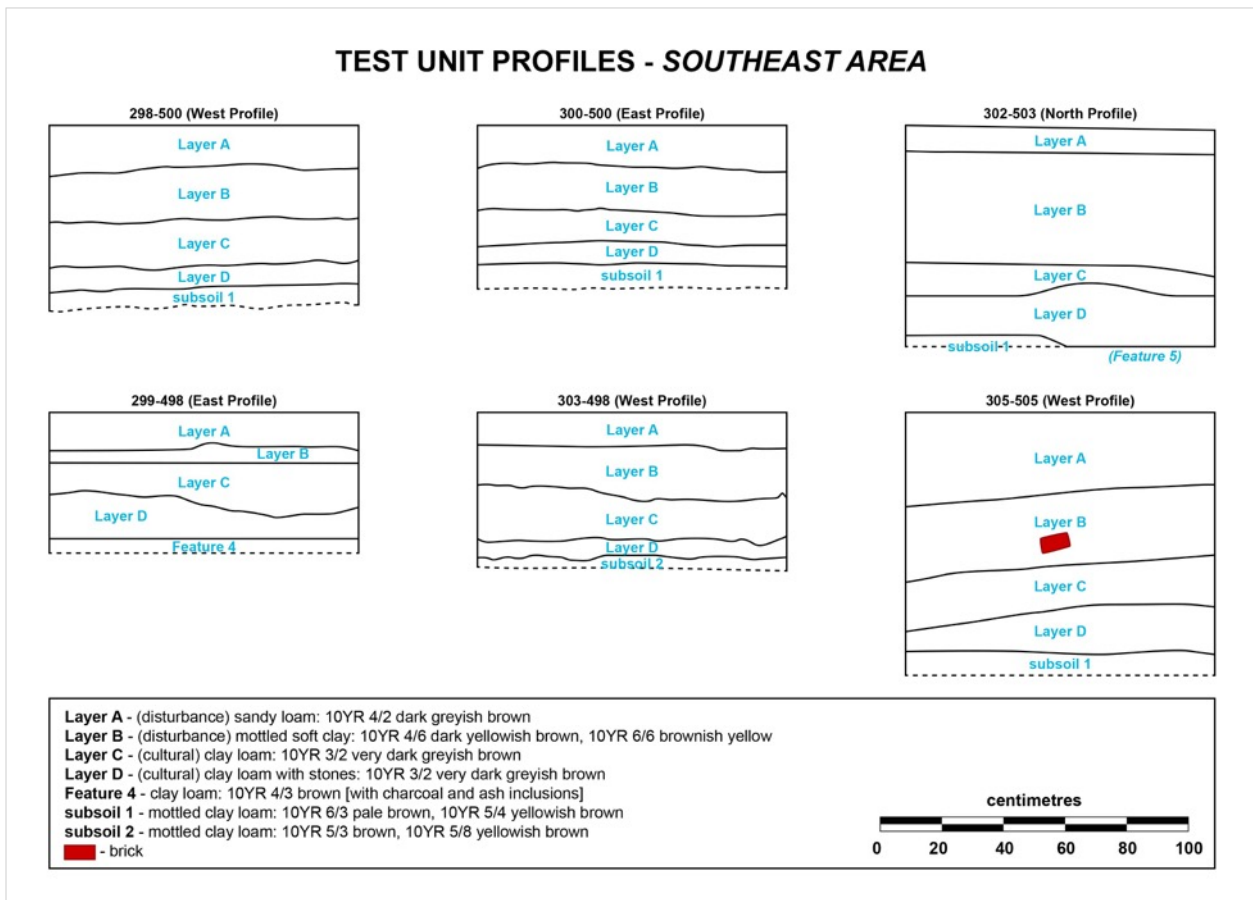 TEST UNIT PROFILES - SOUTHEAST AREA
298-500 (West Profile)
Layer A
Layer B
Layer C
Layer D
subsoil 1
300-500 (East Profile)
Layer A
Layer B
Layer C
Layer D
subsoil 1
302-503 (North Profile)
Layer A
Layer B
Layer C
Layer D
subsoil 1
(Feature 5)
299-498 (East Profile)
Layer A
Layer B
Layer C
Layer D
Feature 4
303-498 (West Profile)
Layer A
Layer B
Layer C
Layer D
subsoil 2
305-505 (West Profile)
Layer A
Layer B
Layer C
Layer D
subsoil 1
Layer A - (disturbance) sandy loam: 10YR 4/2 dark greyish brown
Layer B - (disturbance) mottled soft clay: 10YR 4/6 dark yellowish brown, 10YR 6/6 brownish yellow
Layer C - (cultural) clay loam: 10YR 3/2 very dark greyish brown
Layer D - (cultural) clay loam with stones: 10YR 3/2 very dark greyish brown
Feature 4 - clay loam: 10YR 4/3 brown [with charcoal and ash inclusions]
subsoil 1 - mottled clay loam: 10YR 6/3 pale brown, 10YR 5/4 yellowish brown
subsoil 2 - mottled clay loam: 10YR 5/3 brown, 10YR 5/8 yellowish brown
- brick
centimetres
0 20 40 60 80 100